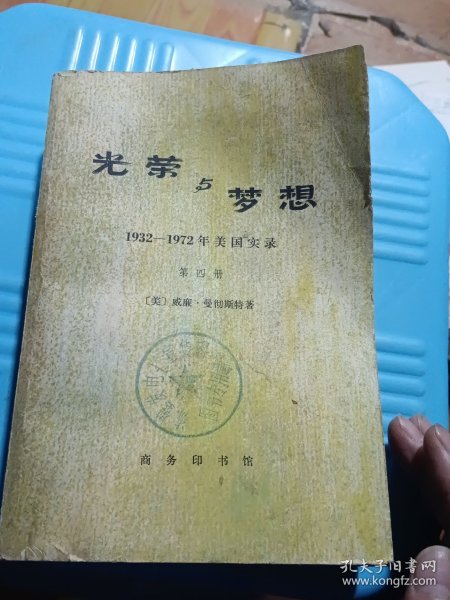 光荣与梦想
1932—1972年美国实录
第四册
〔美〕威廉·曼彻斯特著
商务印书馆
孔夫子旧书网
www.kongfz.com